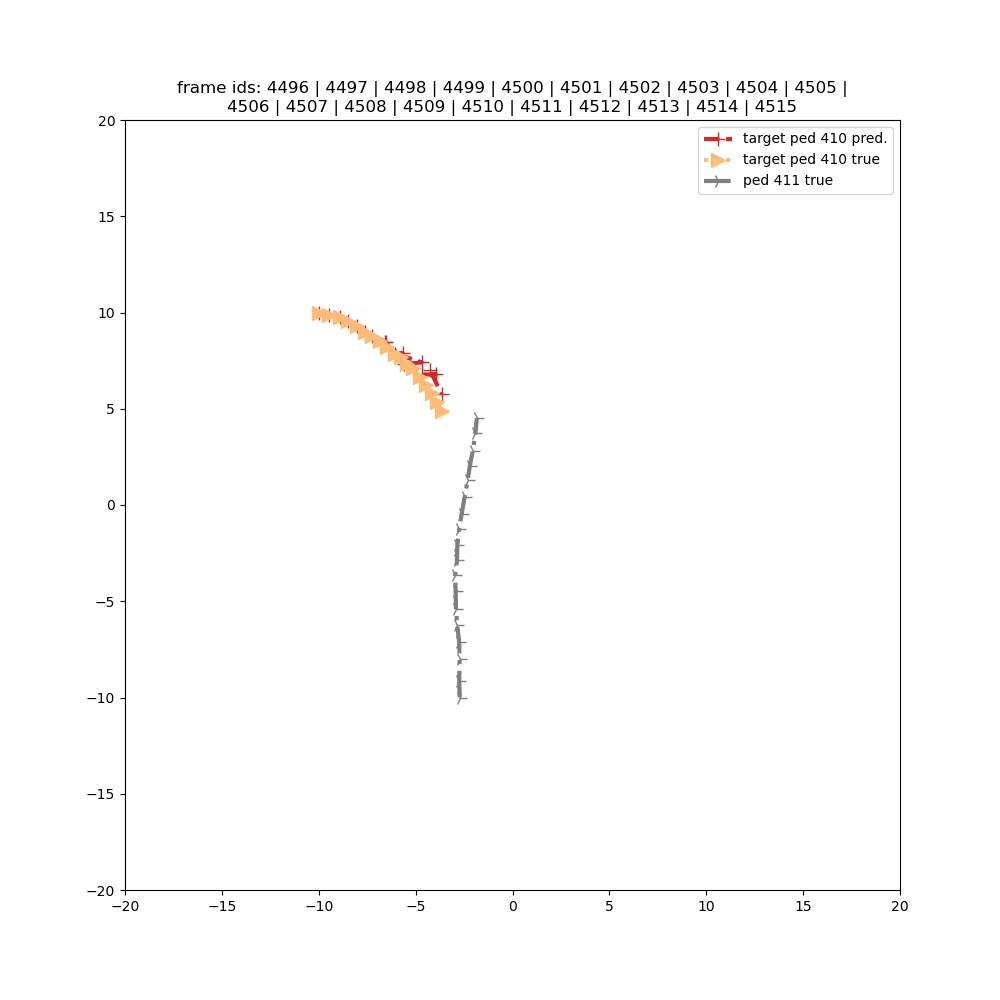 frame ids: 4496 | 4497 | 4498 | 4499 | 4500 | 4501 | 4502 | 4503 | 4504 | 4505 |
4506 | 4507 | 4508 | 4509 | 4510 | 4511 | 4512 | 4513 | 4514 | 4515
target ped 410 pred.
target ped 410 true
ped 411 true
20
15
10
5
0
−5
−10
−15
−20
−20 −15 −10 −5 0 5 10 15 20